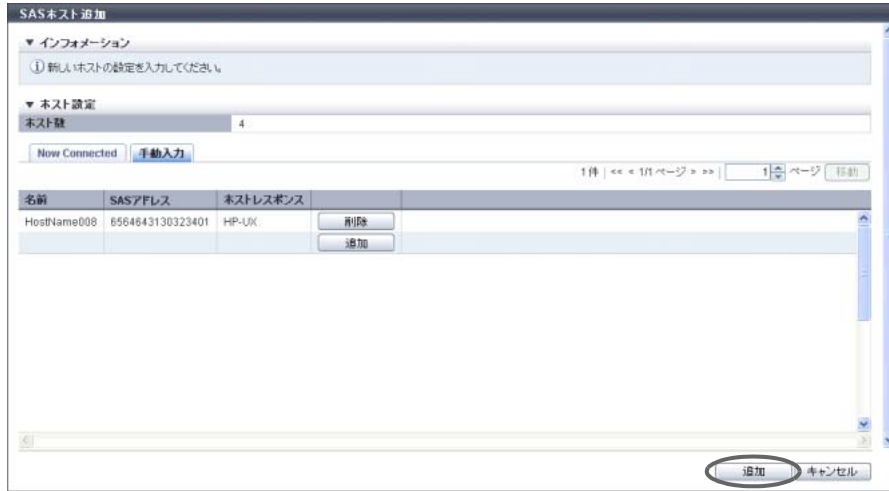 SASホスト追加
▼ インフォメーション
新しいホストの設定を入力してください。
▼ ホスト設定
ホスト数 4
Now Connected 手動入力
1件 | << < 1/1 ページ > >> | 1 ページ 移動
名前 SASアドレス ホストレスポンス
HostName008 6564643130323401 HP-UX 削除
追加
追加 キャンセル